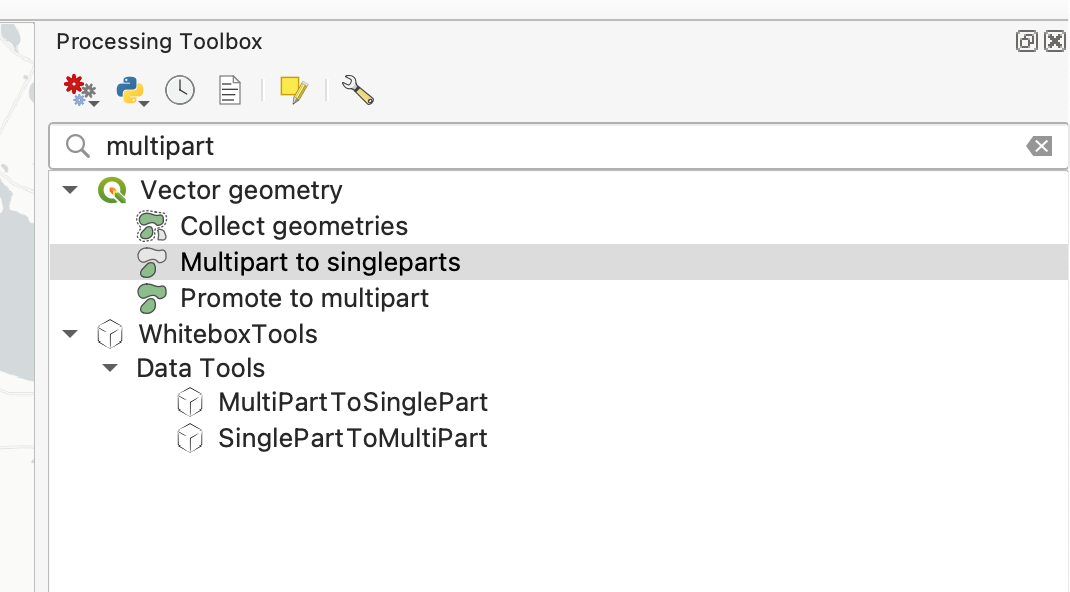 Processing Toolbox
multipart
Vector geometry
Collect geometries
Multipart to singleparts
Promote to multipart
WhiteboxTools
Data Tools
MultiPartToSinglePart
SinglePartToMultiPart